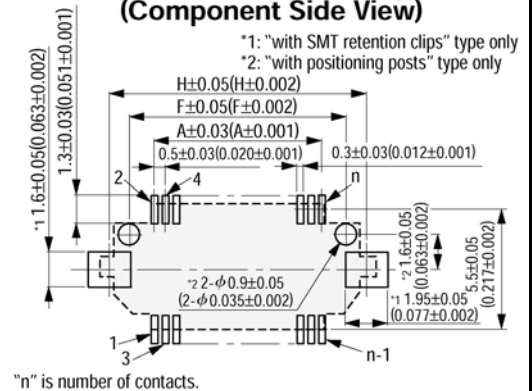 (Component Side View)
*1: "with SMT retention clips" type only
*2: "with positioning posts" type only
H±0.05(H±0.002)
F±0.05(F±0.002)
A±0.03(A±0.001)
0.5±0.03(0.020±0.001)
0.3±0.03(0.012±0.001)
*1 1.6±0.05(0.063±0.002)
1.3±0.03(0.051±0.001)
2
4
n
*2 1.6±0.05
(0.063±0.002)
5.5±0.05
(0.217±0.002)
*2 2-ϕ0.9±0.05
(2-ϕ0.035±0.002)
*1 1.95±0.05
(0.077±0.002)
1
3
n-1
"n" is number of contacts.